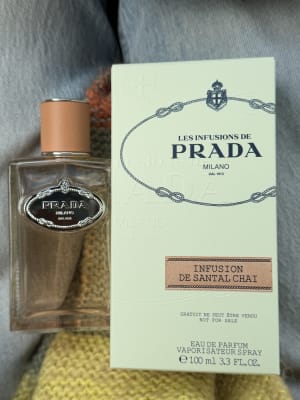 LES INFUSIONS DE
PRADA
MILANO
DAL 1913
INFUSION
DE SANTAL CHAI
GRATUIT NE PEUT ÊTRE VENDU
NOT FOR SALE
EAU DE PARFUM
VAPORISATEUR SPRAY
℮ 100 ml 3.3 FL.OZ.
PRADA
MILANO